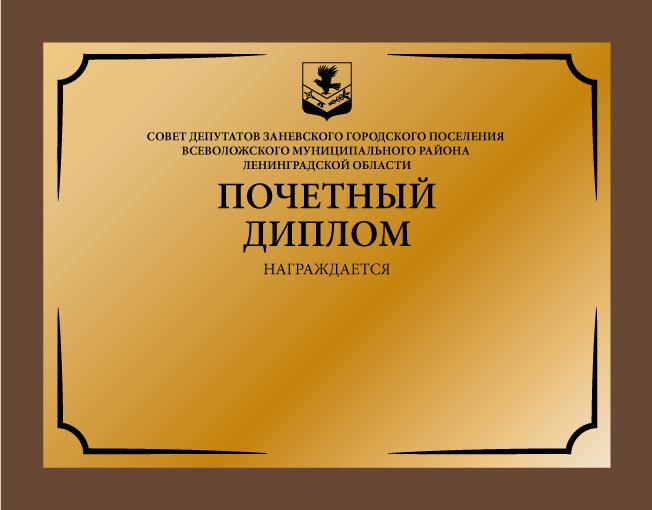 СОВЕТ ДЕПУТАТОВ ЗАНЕВСКОГО ГОРОДСКОГО ПОСЕЛЕНИЯ
ВСЕВОЛОЖСКОГО МУНИЦИПАЛЬНОГО РАЙОНА
ЛЕНИНГРАДСКОЙ ОБЛАСТИ
ПОЧЕТНЫЙ
ДИПЛОМ
НАГРАЖДАЕТСЯ